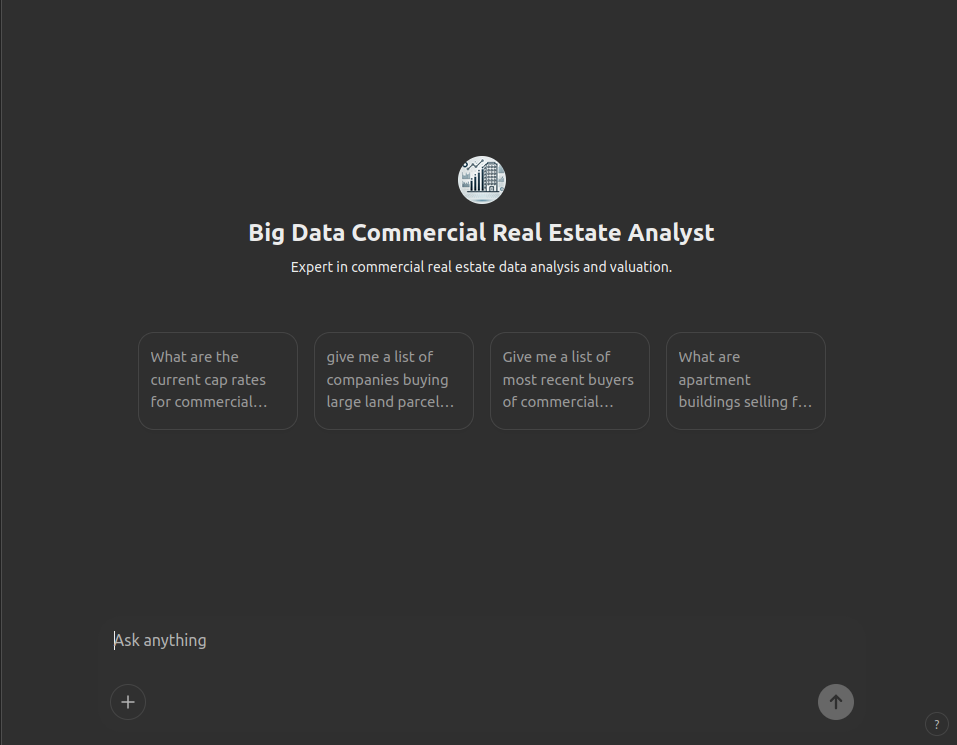 Big Data Commercial Real Estate Analyst
Expert in commercial real estate data analysis and valuation.
What are the
current cap rates
for commercial…
give me a list of
companies buying
large land parcel…
Give me a list of
most recent buyers
of commercial…
What are
apartment
buildings selling f…
Ask anything
?